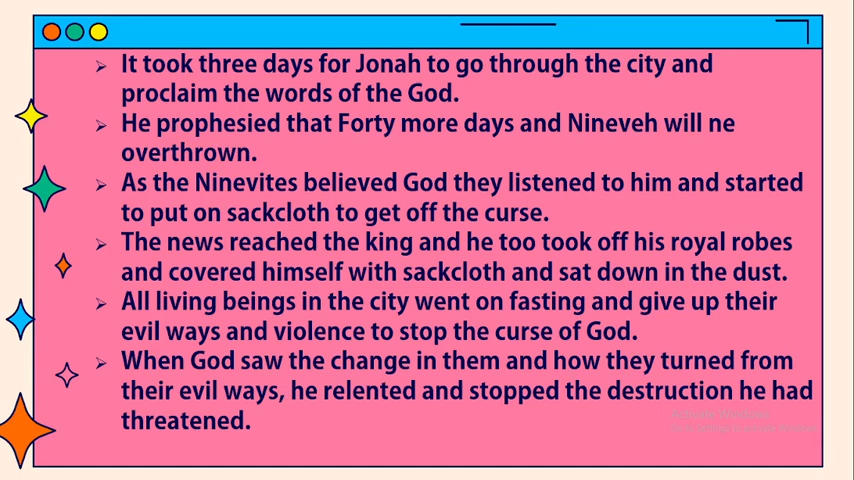 ➢ It took three days for Jonah to go through the city and
proclaim the words of the God.
➢ He prophesied that Forty more days and Nineveh will ne
overthrown.
➢ As the Ninevites believed God they listened to him and started
to put on sackcloth to get off the curse.
➢ The news reached the king and he too took off his royal robes
and covered himself with sackcloth and sat down in the dust.
➢ All living beings in the city went on fasting and give up their
evil ways and violence to stop the curse of God.
➢ When God saw the change in them and how they turned from
their evil ways, he relented and stopped the destruction he had
threatened.
Activate Windows